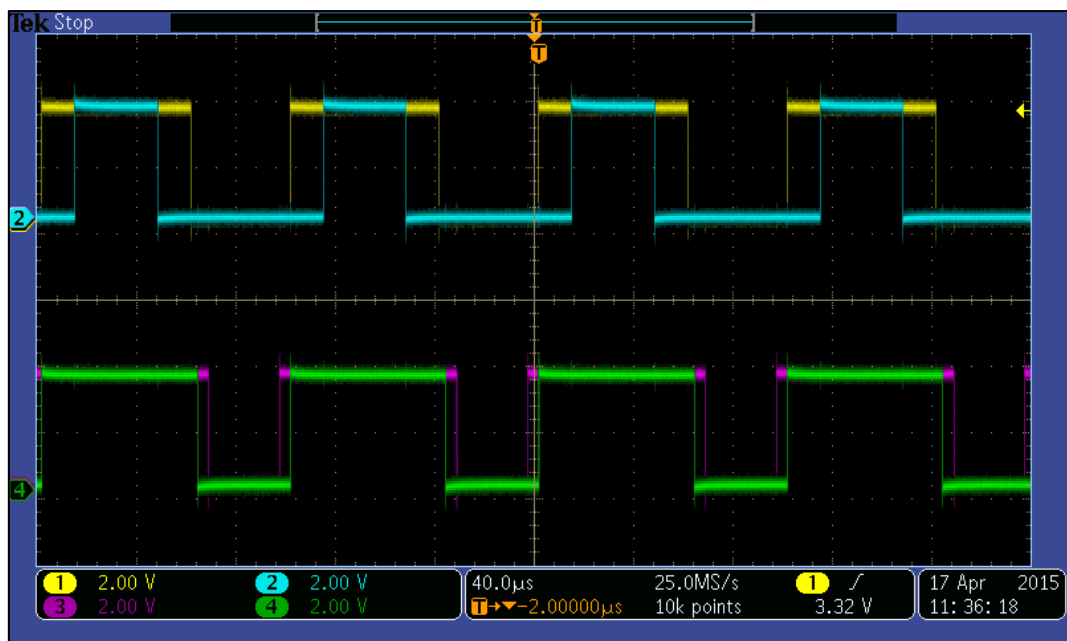 Tek Stop
T
T
2
4
1 2.00 V 2 2.00 V
3 2.00 V 4 2.00 V
40.0µs 25.0MS/s 1
T→▼-2.00000µs 10k points 3.32 V
17 Apr 2015
11:36:18